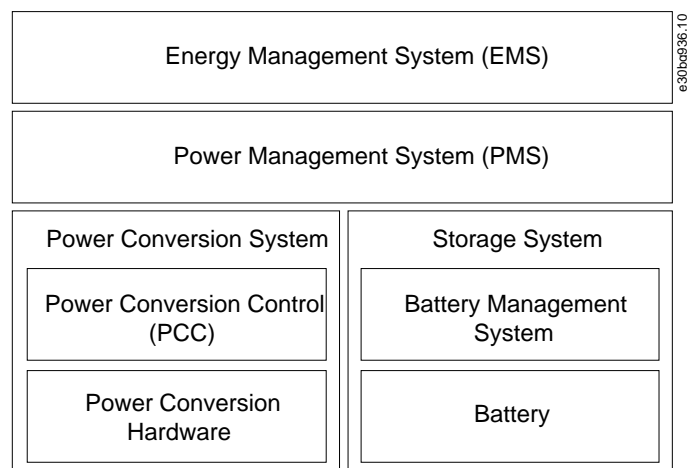 Energy Management System (EMS)
e30bg936.10
Power Management System (PMS)
Power Conversion System
Storage System
Power Conversion Control
(PCC)
Battery Management
System
Power Conversion
Hardware
Battery